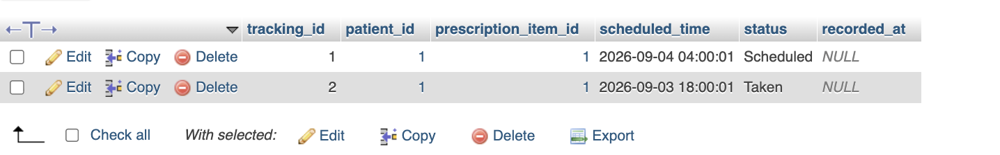 ←T→ tracking_id patient_id prescription_item_id scheduled_time status recorded_at
Edit Copy Delete 1 1 1 2026-09-04 04:00:01 Scheduled NULL
Edit Copy Delete 2 1 1 2026-09-03 18:00:01 Taken NULL
Check all With selected: Edit Copy Delete Export